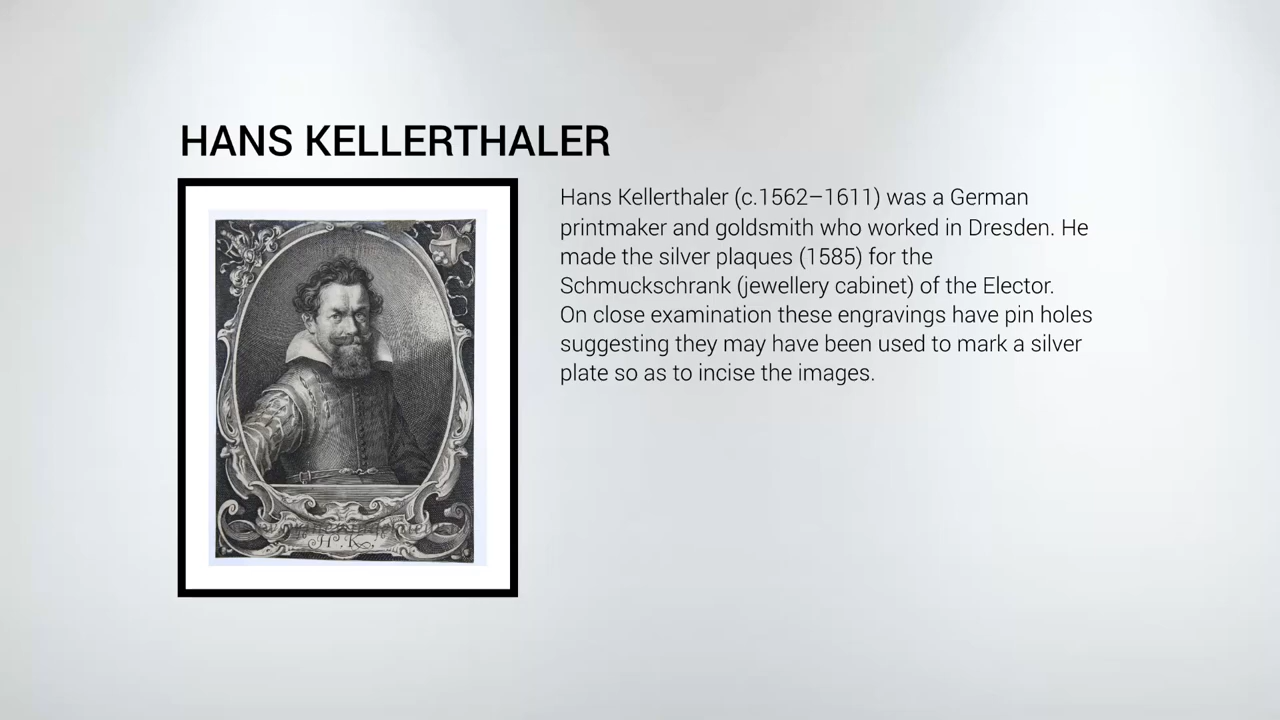 HANS KELLERTHALER
Hans Kellerthaler (c.1562–1611) was a German
printmaker and goldsmith who worked in Dresden. He
made the silver plaques (1585) for the
Schmuckschrank (jewellery cabinet) of the Elector.
On close examination these engravings have pin holes
suggesting they may have been used to mark a silver
plate so as to incise the images.
H. K.